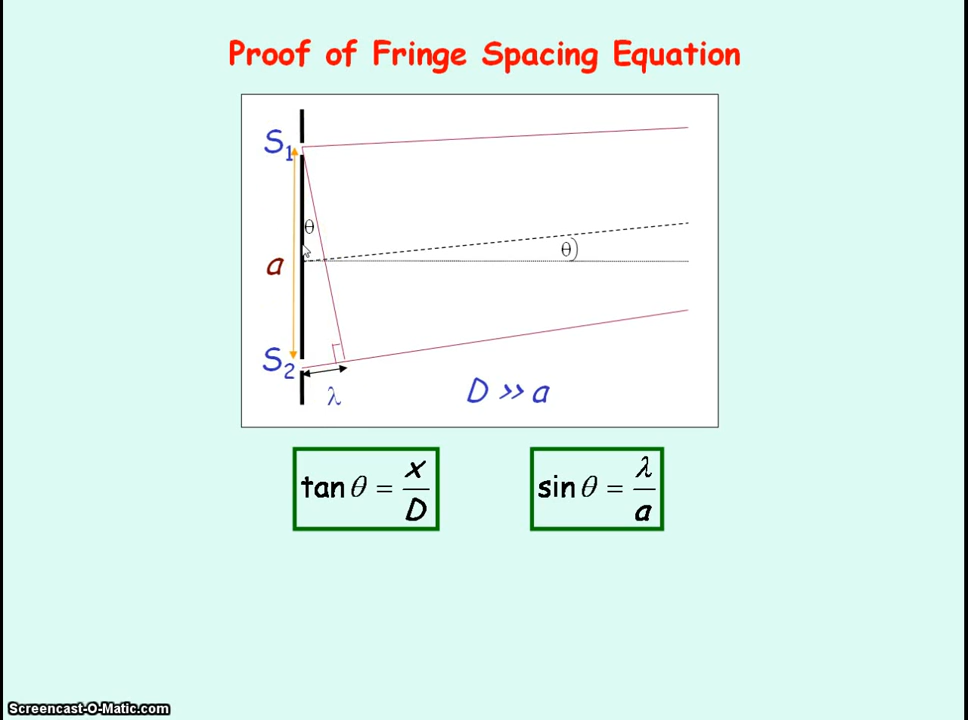 Proof of Fringe Spacing Equation
S1
θ
θ)
a
S2
λ
D >> a
tan θ = x/D
sin θ = λ/a
Screencast-O-Matic.com